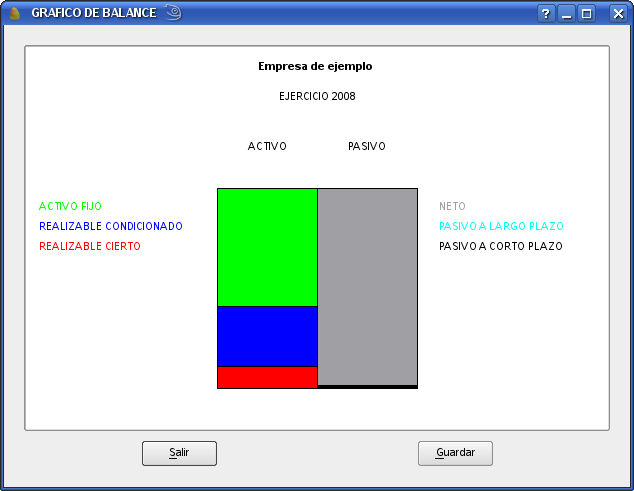 GRAFICO DE BALANCE
Empresa de ejemplo
EJERCICIO 2008
ACTIVO PASIVO
ACTIVO FIJO
REALIZABLE CONDICIONADO
REALIZABLE CIERTO
NETO
PASIVO A LARGO PLAZO
PASIVO A CORTO PLAZO
Salir
Guardar